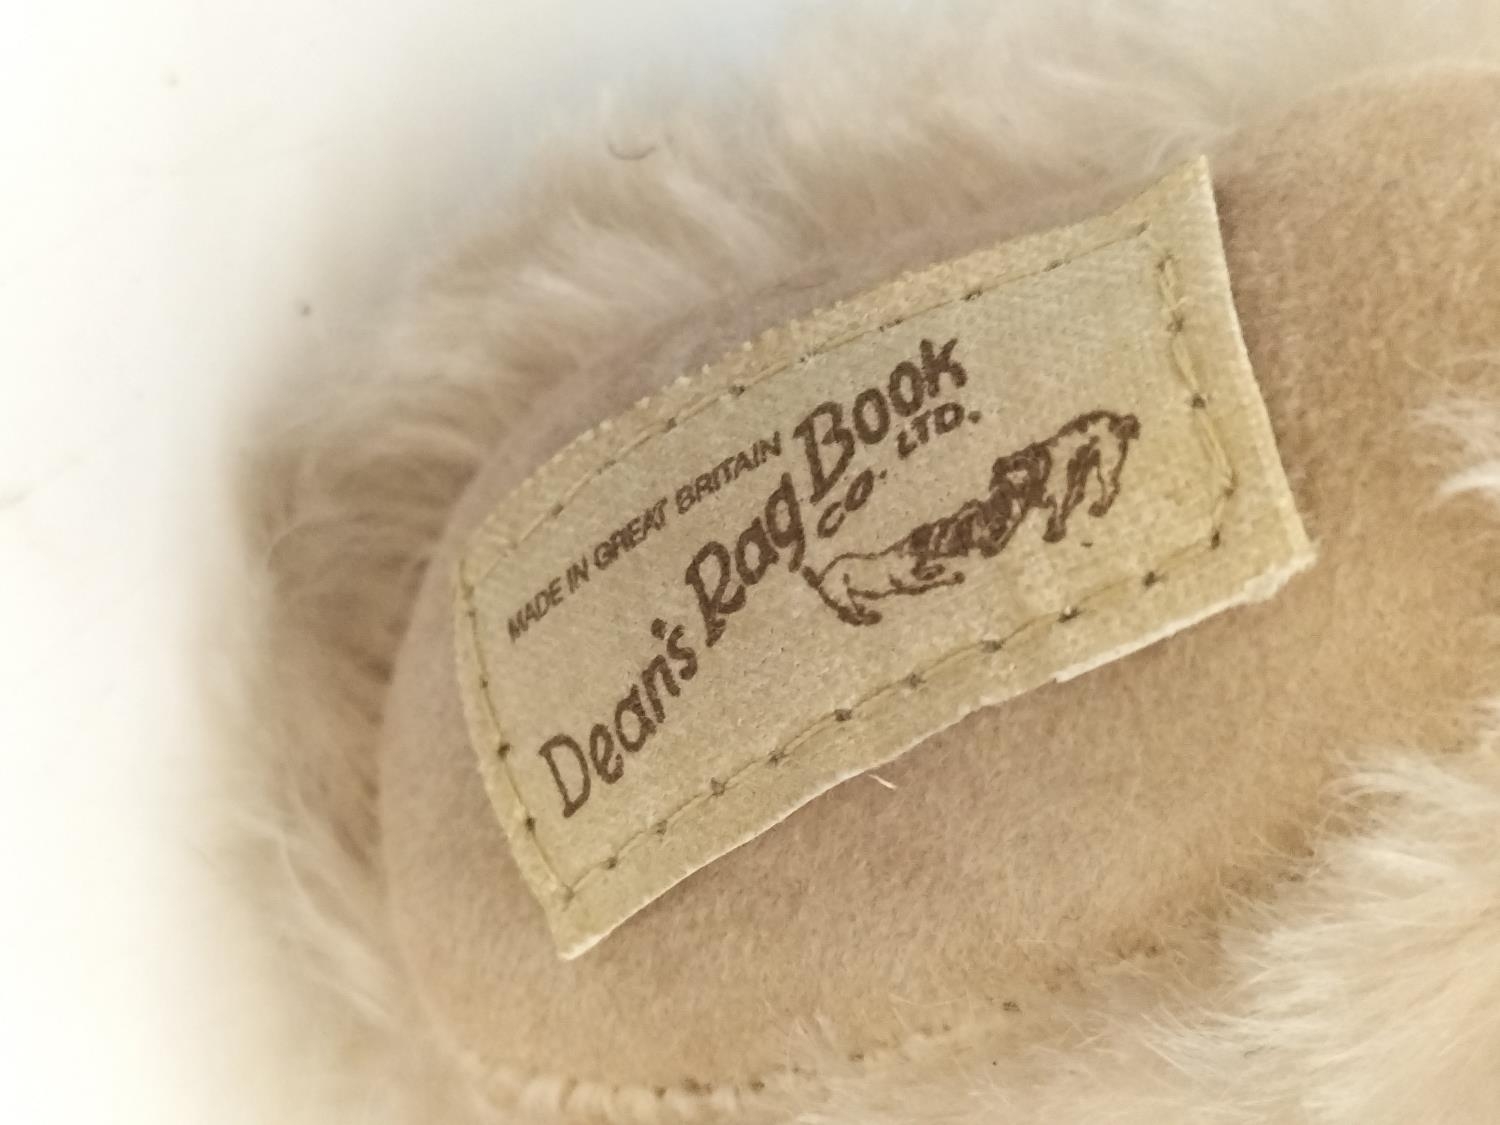 MADE IN GREAT BRITAIN
Dean's Rag Book
CO. LTD.